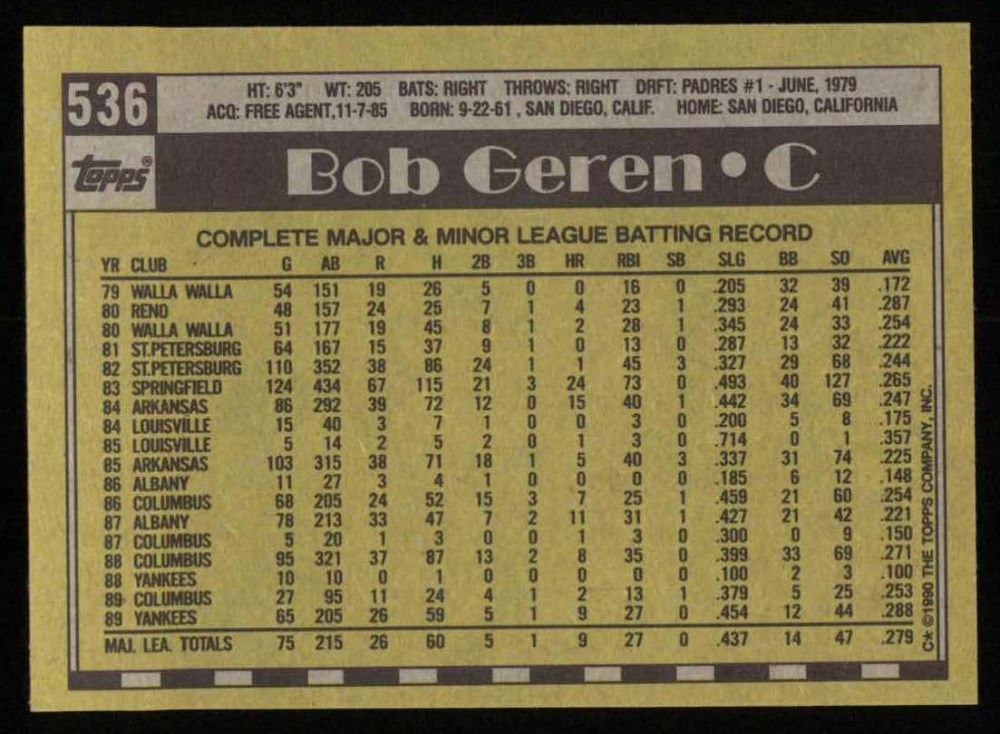 536
HT: 6'3" WT: 205 BATS: RIGHT THROWS: RIGHT DRFT: PADRES #1 - JUNE, 1979
ACQ: FREE AGENT,11-7-85 BORN: 9-22-61 , SAN DIEGO, CALIF. HOME: SAN DIEGO, CALIFORNIA
Topps®
Bob Geren • C
COMPLETE MAJOR & MINOR LEAGUE BATTING RECORD
YR CLUB G AB R H 2B 3B HR RBI SB SLG BB SO AVG
79 WALLA WALLA 54 151 19 26 5 0 0 16 0 .205 32 39 .172
80 RENO 48 157 24 25 7 1 4 23 1 .293 24 41 .287
80 WALLA WALLA 51 177 19 45 8 1 2 28 1 .345 24 33 .254
81 ST.PETERSBURG 64 167 15 37 9 1 0 13 0 .287 13 32 .222
82 ST.PETERSBURG 110 352 38 86 24 1 1 45 3 .327 29 68 .244
83 SPRINGFIELD 124 434 67 115 21 3 24 73 0 .493 40 127 .265
84 ARKANSAS 86 292 39 72 12 0 15 40 1 .442 34 69 .247
84 LOUISVILLE 15 40 3 7 1 0 0 3 0 .200 5 8 .175
85 LOUISVILLE 5 14 2 5 2 0 1 3 0 .714 0 1 .357
85 ARKANSAS 103 315 38 71 18 1 5 40 3 .337 31 74 .225
86 ALBANY 11 27 3 4 1 0 0 0 0 .185 6 12 .148
86 COLUMBUS 68 205 24 52 15 3 7 25 1 .459 21 60 .254
87 ALBANY 78 213 33 47 7 2 11 31 1 .427 21 42 .221
87 COLUMBUS 5 20 1 3 0 0 1 3 0 .300 0 9 .150
88 COLUMBUS 95 321 37 87 13 2 8 35 0 .399 33 69 .271
88 YANKEES 10 10 0 1 0 0 0 0 0 .100 2 3 .100
89 COLUMBUS 27 95 11 24 4 1 2 13 1 .379 5 25 .253
89 YANKEES 65 205 26 59 5 1 9 27 0 .454 12 44 .288
MAJ. LEA. TOTALS 75 215 26 60 5 1 9 27 0 .437 14 47 .279
C* ©1990 THE TOPPS COMPANY, INC.